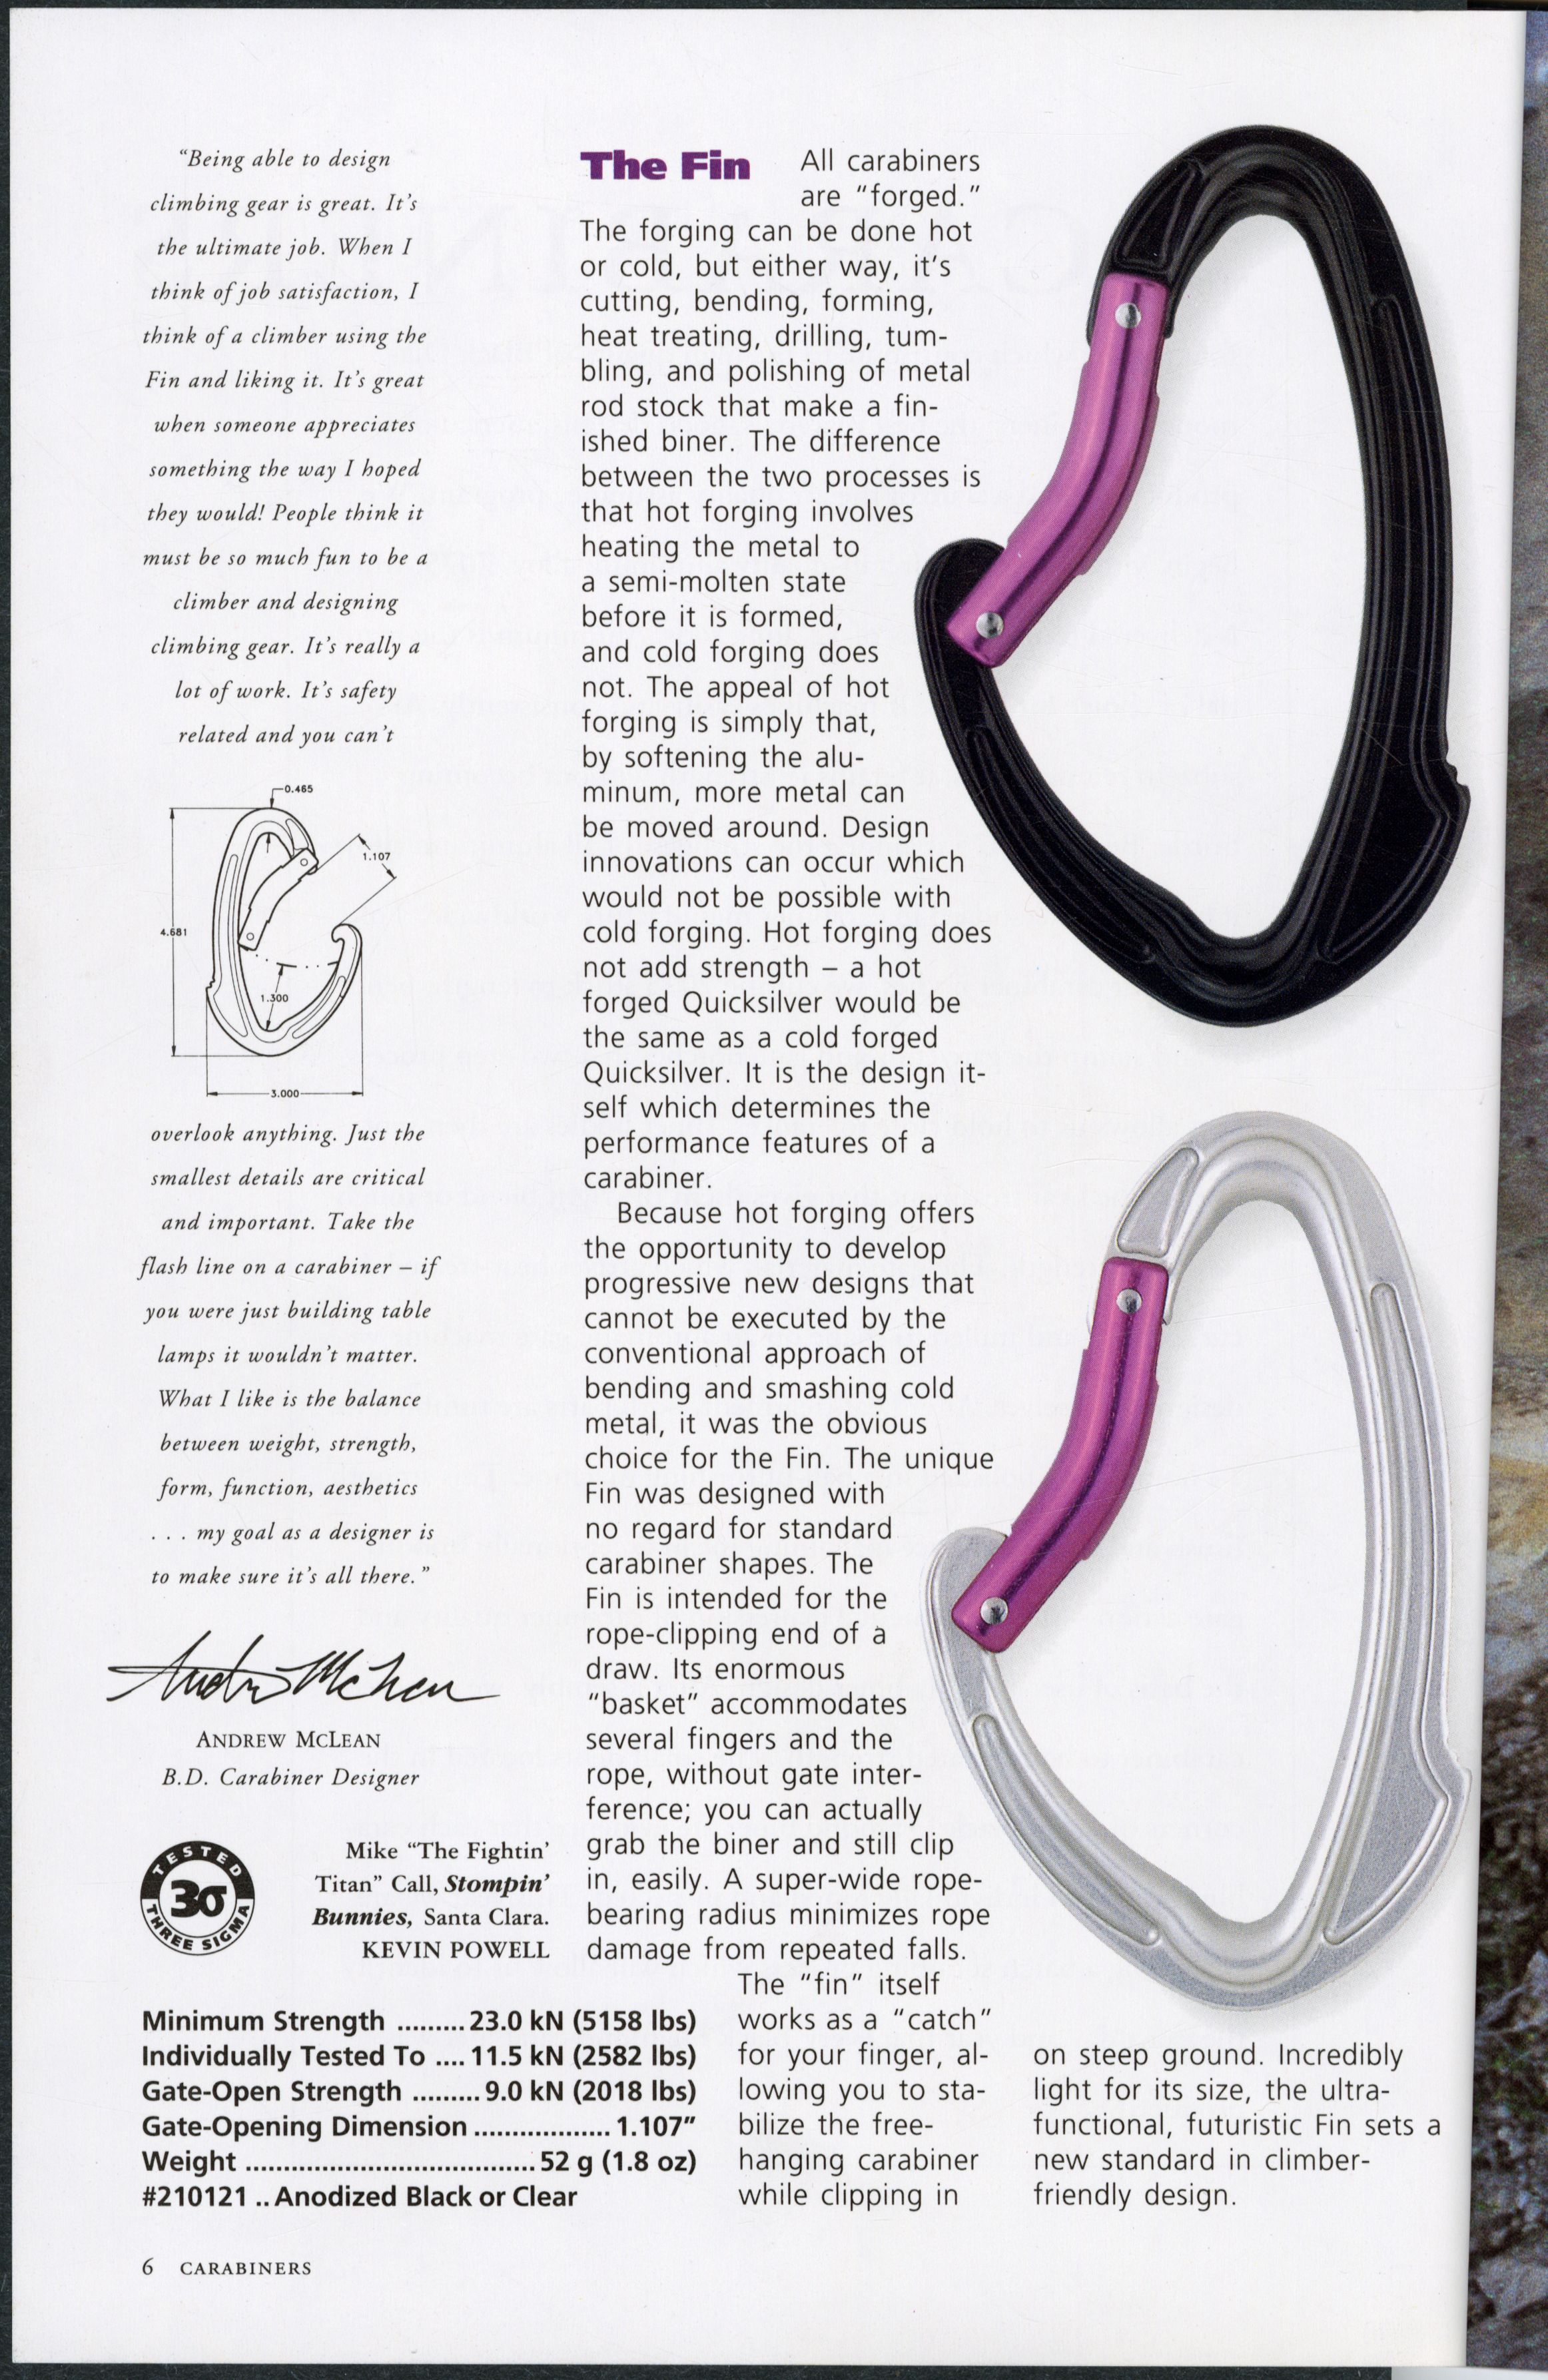 “Being able to design
climbing gear is great. It’s
the ultimate job. When I
think of job satisfaction, I
think of a climber using the
Fin and liking it. It’s great
when someone appreciates
something the way I hoped
they would! People think it
must be so much fun to be a
climber and designing
climbing gear. It’s really a
lot of work. It’s safety
related and you can’t
0.465
1.107
4.681
1.300
3.000
overlook anything. Just the
smallest details are critical
and important. Take the
flash line on a carabiner – if
you were just building table
lamps it wouldn’t matter.
What I like is the balance
between weight, strength,
form, function, aesthetics
. . . my goal as a designer is
to make sure it’s all there.”
Andrew McLean
ANDREW MCLEAN
B.D. Carabiner Designer
TESTED
3σ
THREE SIGMA
Mike “The Fightin’
Titan” Call, Stompin’
Bunnies, Santa Clara.
KEVIN POWELL
Minimum Strength ......... 23.0 kN (5158 lbs)
Individually Tested To .... 11.5 kN (2582 lbs)
Gate-Open Strength ......... 9.0 kN (2018 lbs)
Gate-Opening Dimension .................. 1.107”
Weight ...................................... 52 g (1.8 oz)
#210121 .. Anodized Black or Clear
The Fin
All carabiners
are “forged.”
The forging can be done hot
or cold, but either way, it’s
cutting, bending, forming,
heat treating, drilling, tum-
bling, and polishing of metal
rod stock that make a fin-
ished biner. The difference
between the two processes is
that hot forging involves
heating the metal to
a semi-molten state
before it is formed,
and cold forging does
not. The appeal of hot
forging is simply that,
by softening the alu-
minum, more metal can
be moved around. Design
innovations can occur which
would not be possible with
cold forging. Hot forging does
not add strength – a hot
forged Quicksilver would be
the same as a cold forged
Quicksilver. It is the design it-
self which determines the
performance features of a
carabiner.
Because hot forging offers
the opportunity to develop
progressive new designs that
cannot be executed by the
conventional approach of
bending and smashing cold
metal, it was the obvious
choice for the Fin. The unique
Fin was designed with
no regard for standard
carabiner shapes. The
Fin is intended for the
rope-clipping end of a
draw. Its enormous
“basket” accommodates
several fingers and the
rope, without gate inter-
ference; you can actually
grab the biner and still clip
in, easily. A super-wide rope-
bearing radius minimizes rope
damage from repeated falls.
The “fin” itself
works as a “catch”
for your finger, al-
lowing you to sta-
bilize the free-
hanging carabiner
while clipping in
on steep ground. Incredibly
light for its size, the ultra-
functional, futuristic Fin sets a
new standard in climber-
friendly design.
6 CARABINERS